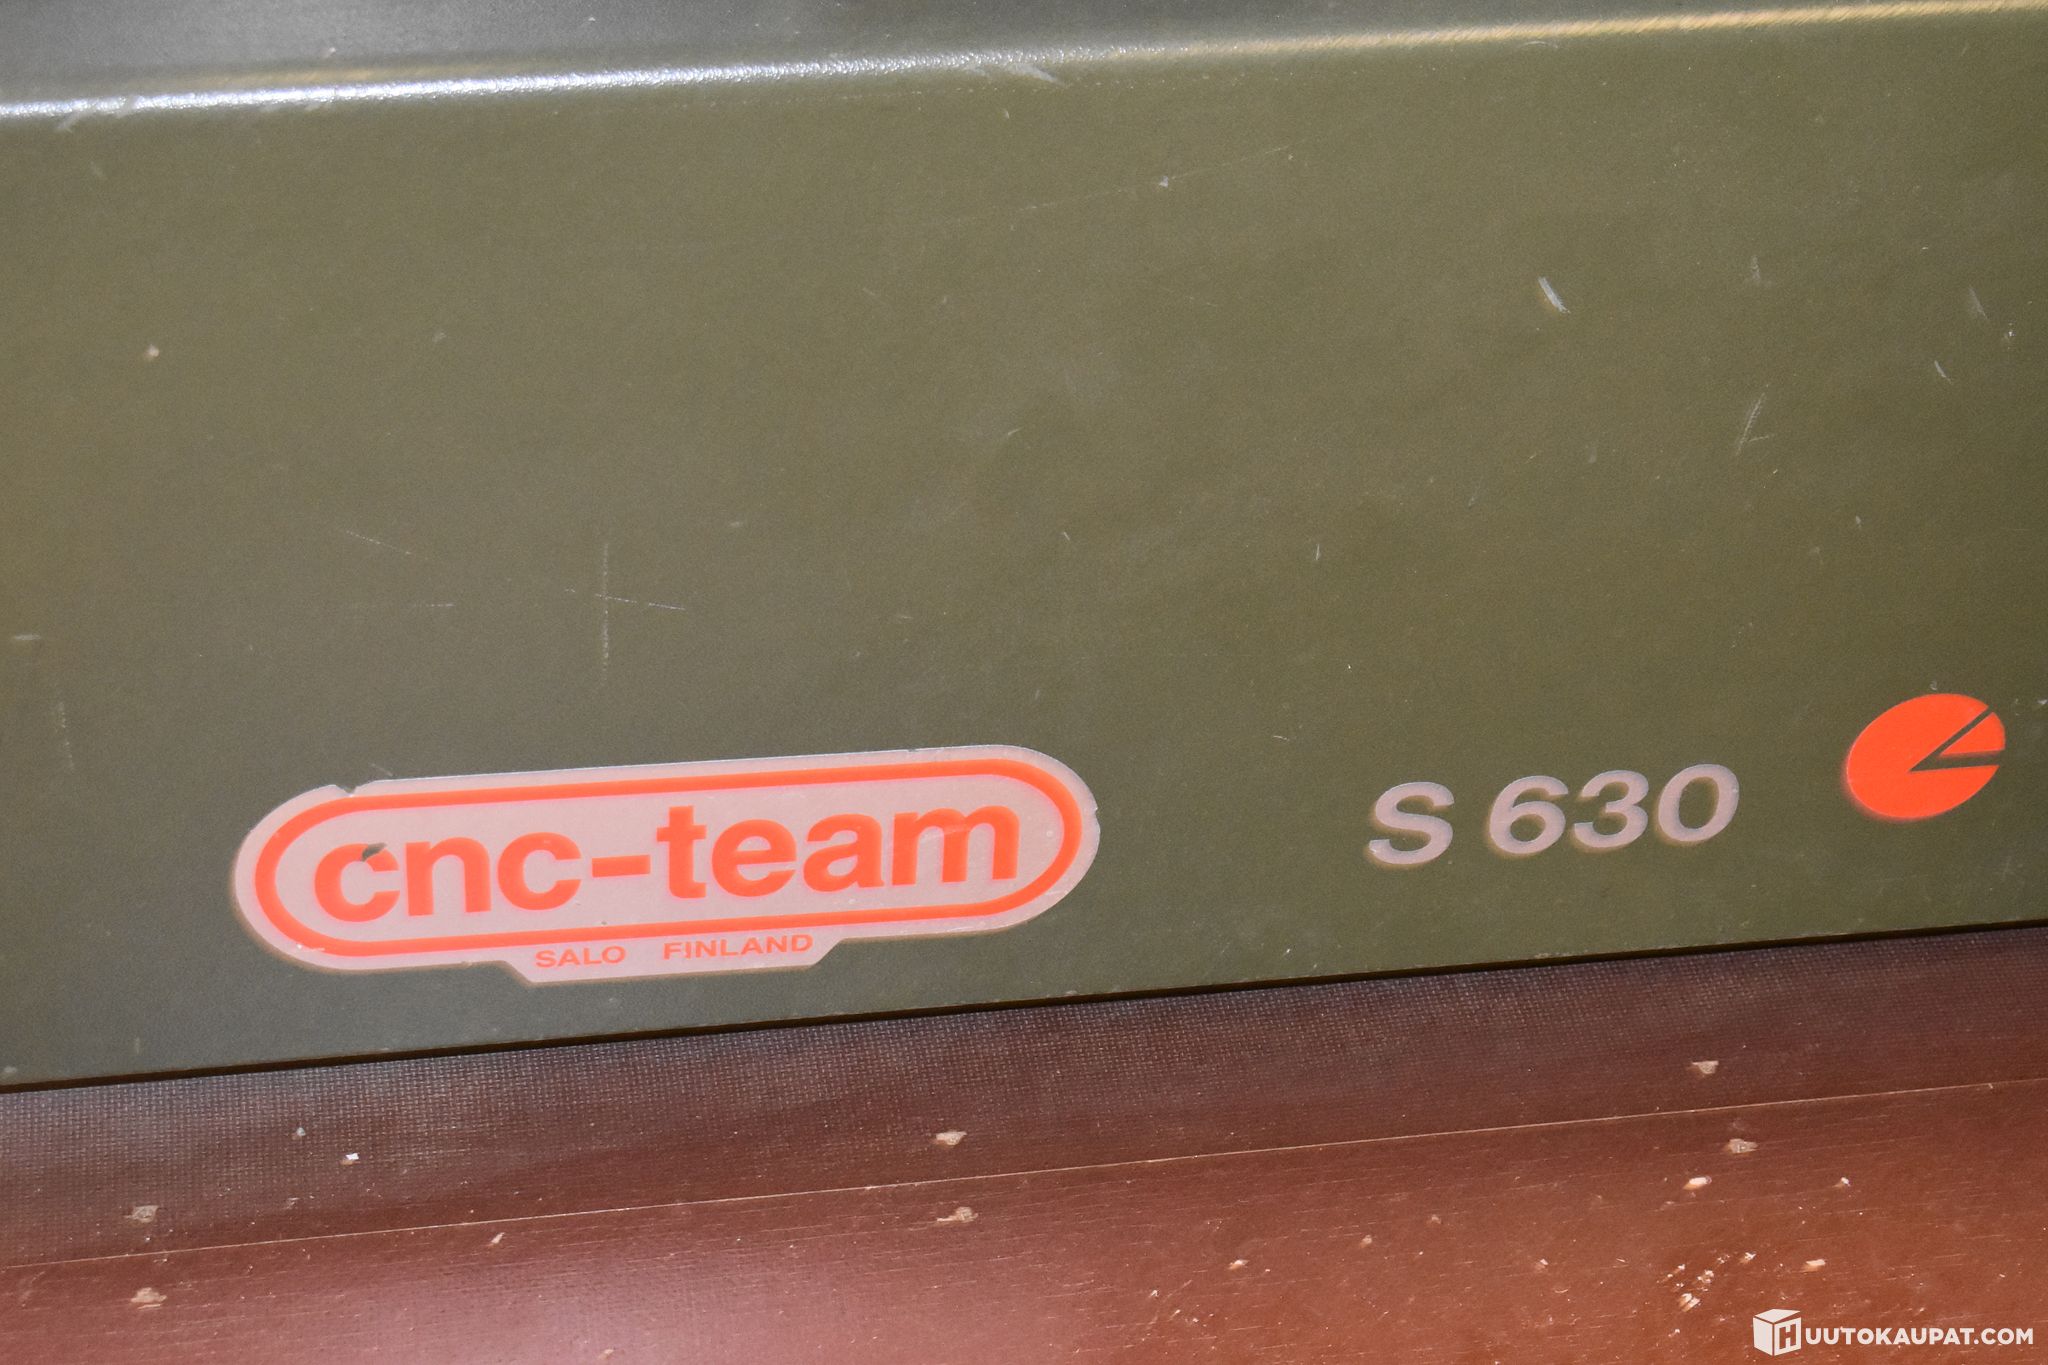 cnc-team
SALO FINLAND
S 630
HUUTOKAUPAT.COM